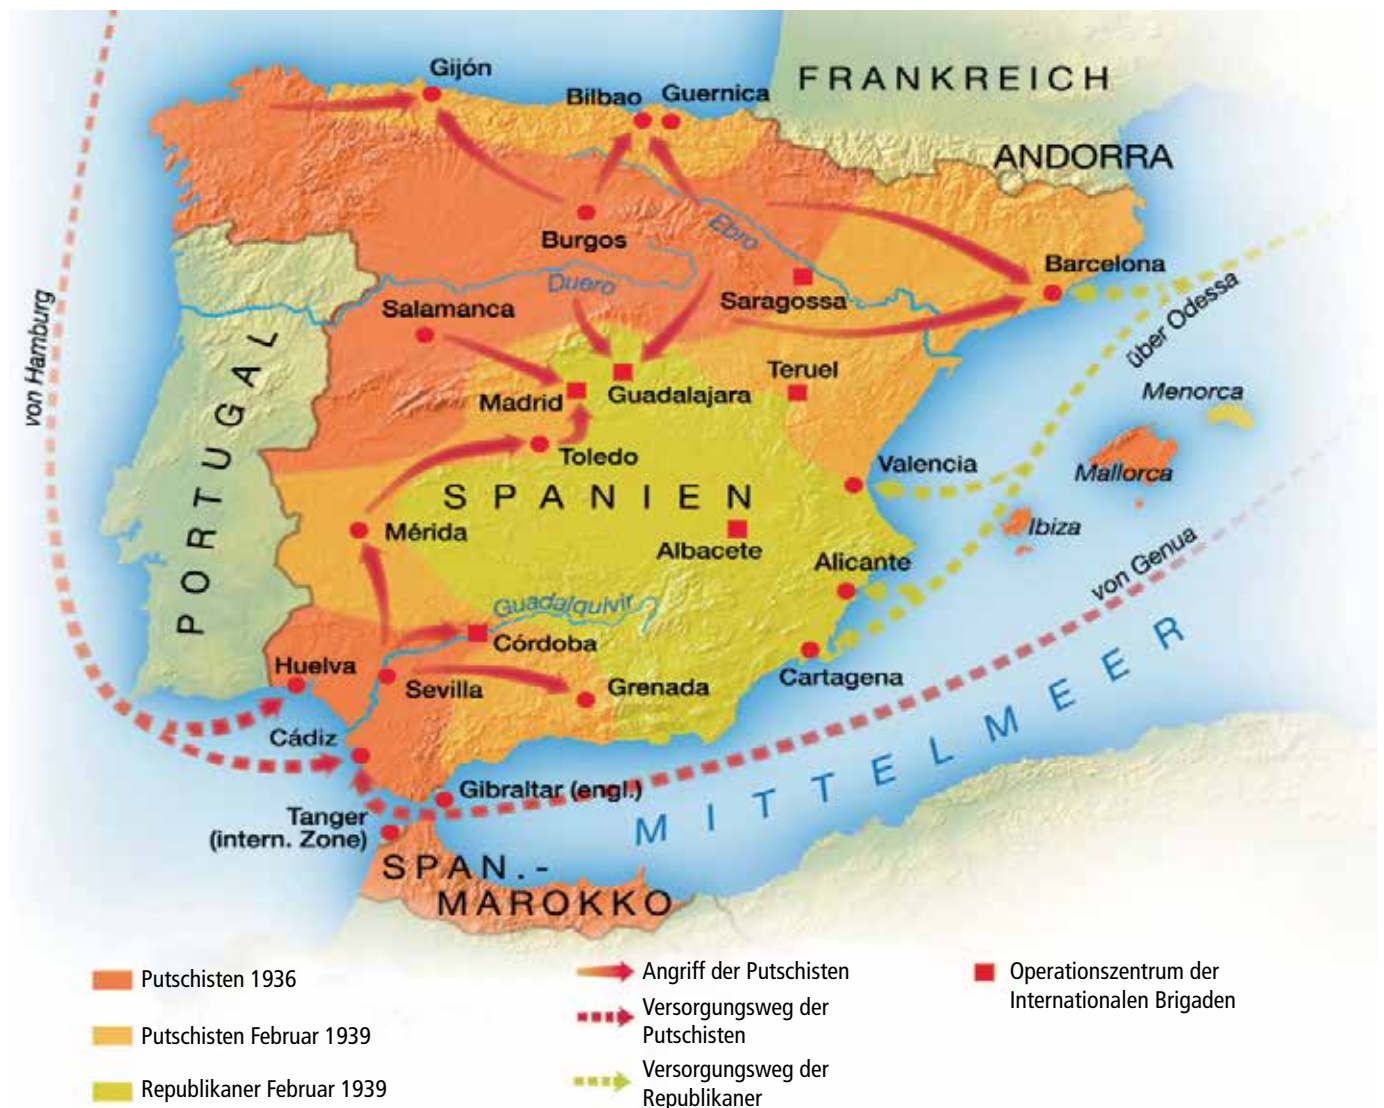 Gijón
Bilbao
Guernica
FRANKREICH
ANDORRA
Burgos
Ebro
Barcelona
Duero
Saragossa
Salamanca
von Hamburg
über Odessa
Menorca
Teruel
Guadalajara
Madrid
PORTUGAL
Toledo
Valencia
Mallorca
SPANIEN
Mérida
Albacete
Ibiza
Alicante
von Genua
Guadalquivir
Córdoba
Huelva
Sevilla
Grenada
Cartagena
MITTELMEER
Cádiz
Gibraltar (engl.)
Tanger
(intern. Zone)
SPAN.-
MAROKKO
Putschisten 1936
Putschisten Februar 1939
Republikaner Februar 1939
Angriff der Putschisten
Versorgungsweg der
Putschisten
Versorgungsweg der
Republikaner
Operationszentrum der
Internationalen Brigaden